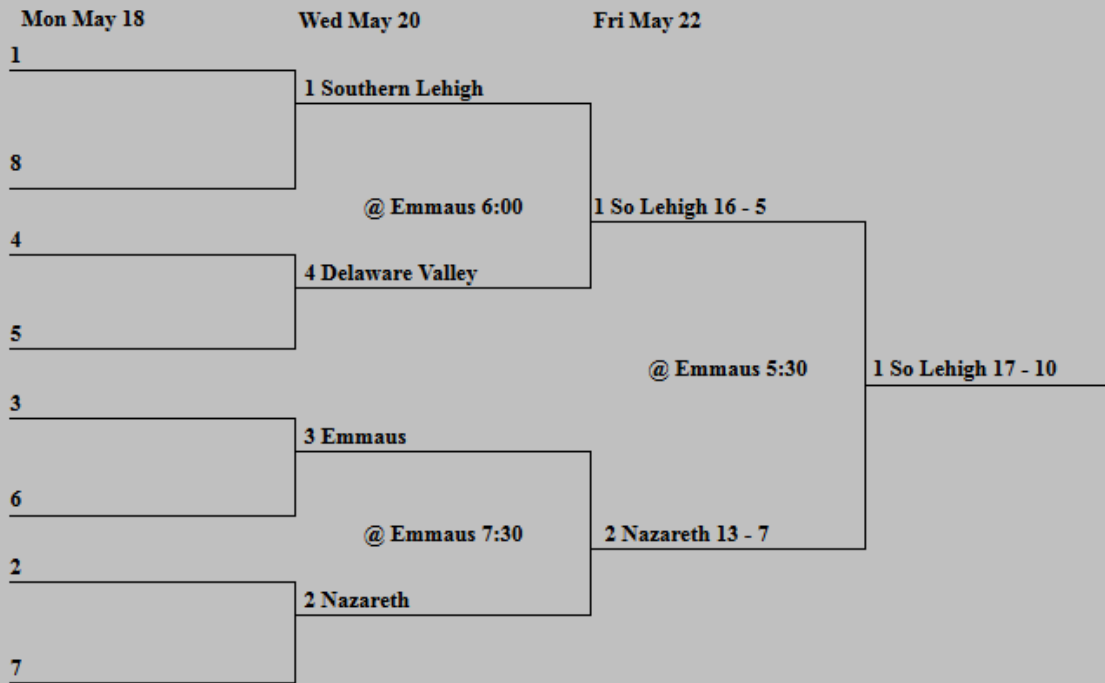 Mon May 18
Wed May 20
Fri May 22
1
1 Southern Lehigh
8
@ Emmaus 6:00
1 So Lehigh 16 - 5
4
4 Delaware Valley
5
@ Emmaus 5:30
1 So Lehigh 17 - 10
3
3 Emmaus
6
@ Emmaus 7:30
2 Nazareth 13 - 7
2
2 Nazareth
7